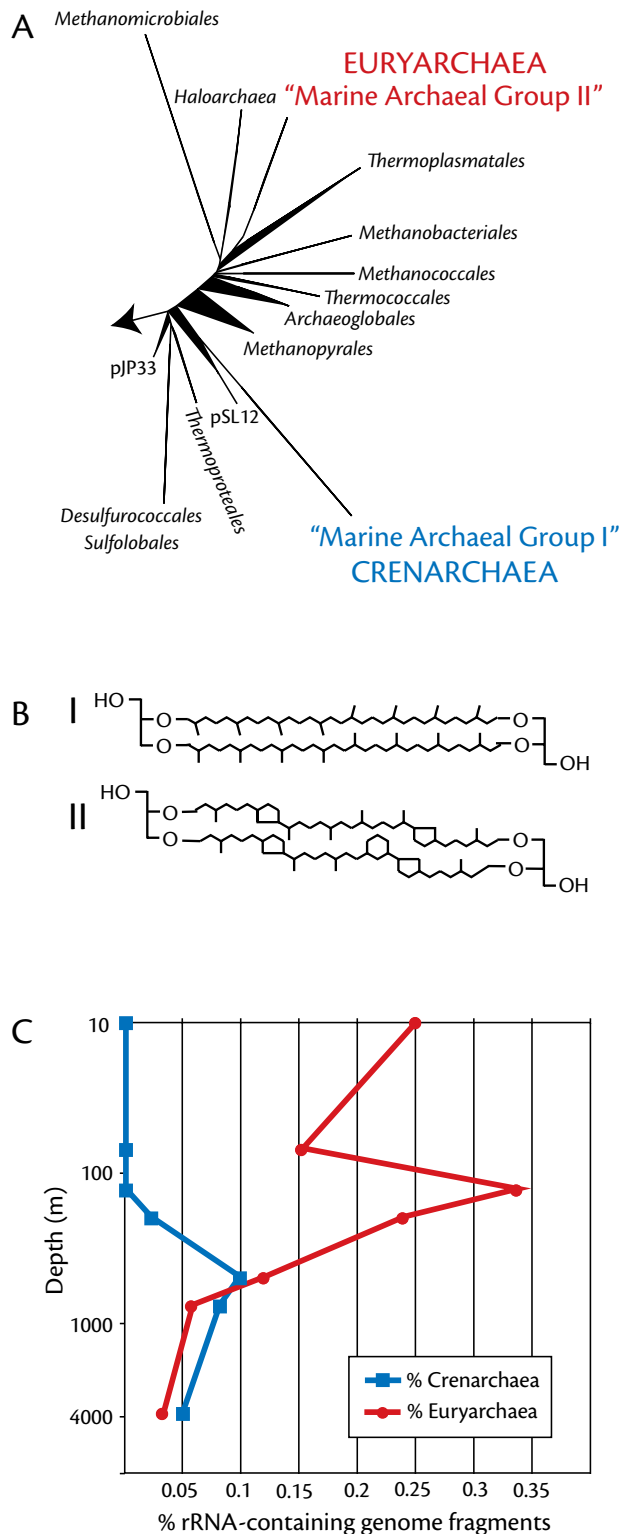 A
Methanomicrobiales
EURYARCHAEA
Haloarchaea
“Marine Archaeal Group II”
Thermoplasmatales
Methanobacteriales
Methanococcales
Thermococcales
Archaeoglobales
Methanopyrales
pJP33
pSL12
Thermoproteales
Desulfurococcales
Sulfolobales
“Marine Archaeal Group I”
CRENARCHAEA
B
I
HO
O
O
O
O
OH
II
HO
O
O
O
O
OH
C
10
100
1000
4000
Depth (m)
% Crenarchaea
% Euryarchaea
0.05 0.1 0.15 0.2 0.25 0.3 0.35
% rRNA-containing genome fragments